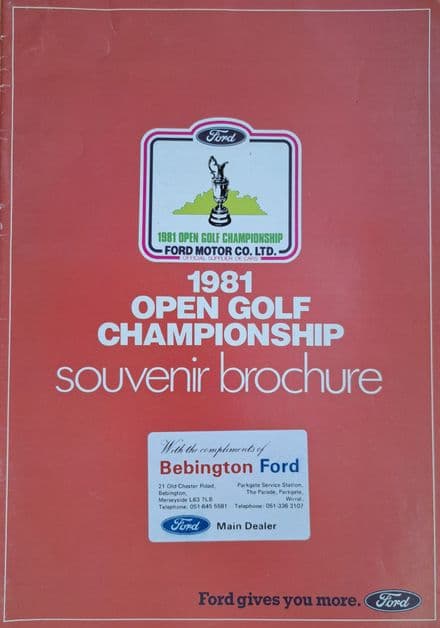 Ford
1981 OPEN GOLF CHAMPIONSHIP
FORD MOTOR CO. LTD.
OFFICIAL SUPPLIER OF CARS
1981
OPEN GOLF
CHAMPIONSHIP
souvenir brochure
With the compliments of
Bebington Ford
21 Old Chester Road,
Bebington,
Merseyside L63 7LB
Telephone: 051-645 5581
Parkgate Service Station,
The Parade, Parkgate,
Wirral.
Telephone: 051-336 3107
Ford
Main Dealer
Ford gives you more.
Ford